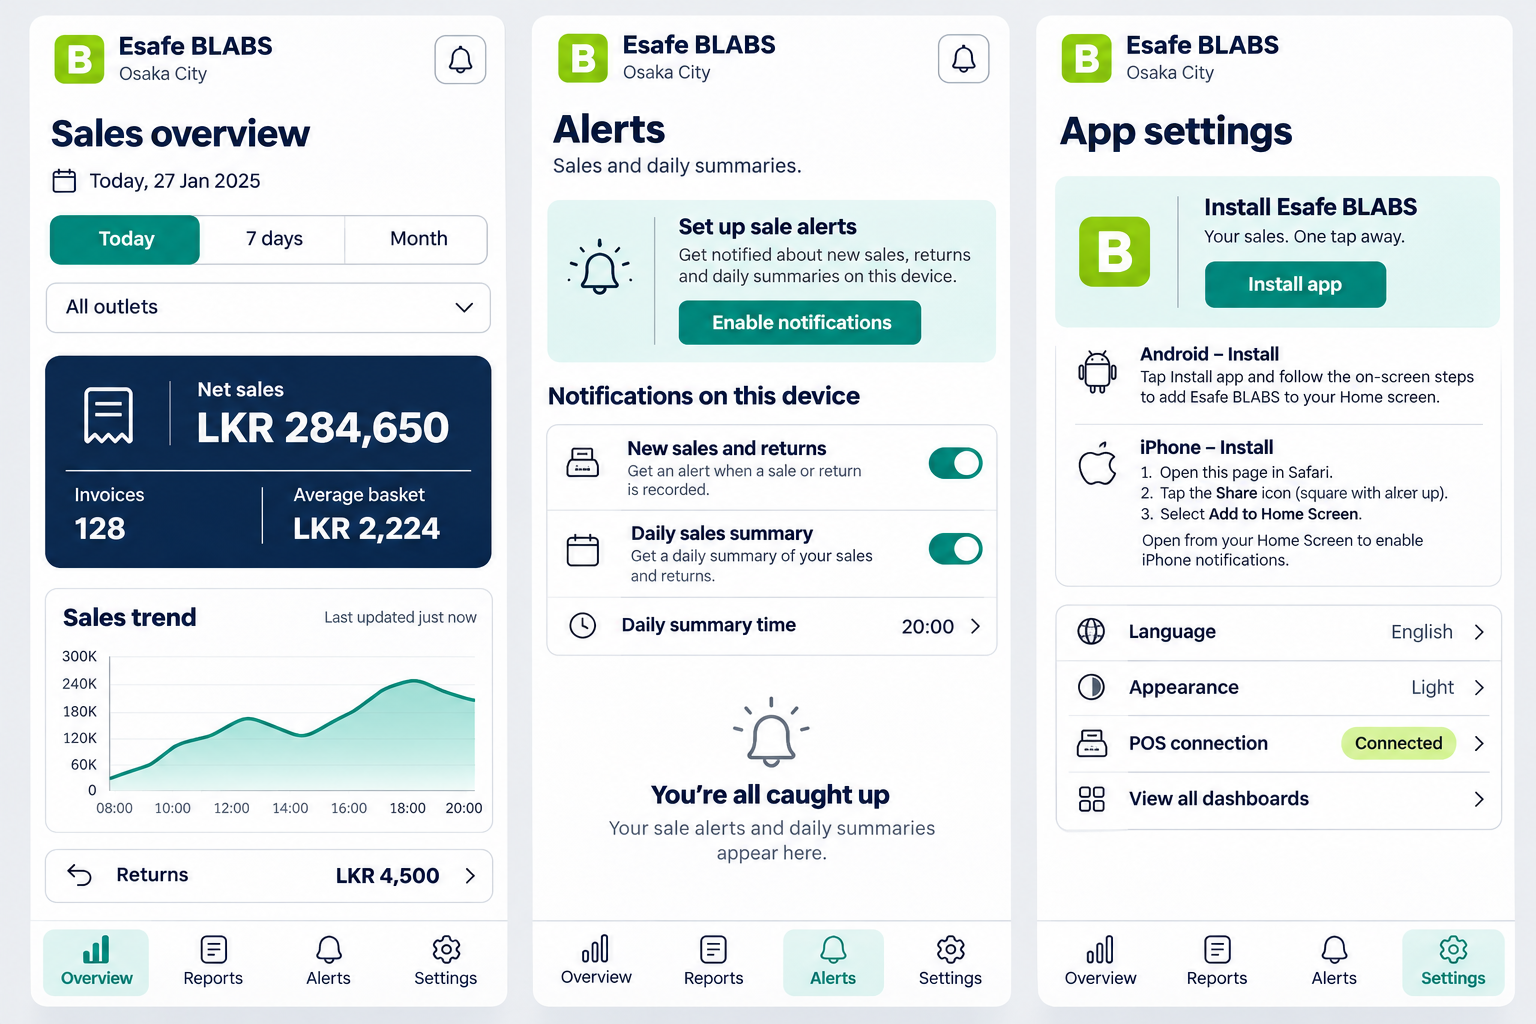 B
Esafe BLABS
Osaka City
Sales overview
Today, 27 Jan 2025
Today
7 days
Month
All outlets
Net sales
LKR 284,650
Invoices
128
Average basket
LKR 2,224
Sales trend
Last updated just now
300K
240K
180K
120K
60K
0
08:00
10:00
12:00
14:00
16:00
18:00
20:00
Returns
LKR 4,500
Overview
Reports
Alerts
Settings
B
Esafe BLABS
Osaka City
Alerts
Sales and daily summaries.
Set up sale alerts
Get notified about new sales, returns
and daily summaries on this device.
Enable notifications
Notifications on this device
New sales and returns
Get an alert when a sale or return
is recorded.
Daily sales summary
Get a daily summary of your sales
and returns.
Daily summary time
20:00
You're all caught up
Your sale alerts and daily summaries
appear here.
Overview
Reports
Alerts
Settings
B
Esafe BLABS
Osaka City
App settings
B
Install Esafe BLABS
Your sales. One tap away.
Install app
Android – Install
Tap Install app and follow the on-screen steps
to add Esafe BLABS to your Home screen.
iPhone – Install
1. Open this page in Safari.
2. Tap the Share icon (square with up).
3. Select Add to Home Screen.
Open from your Home Screen to enable
iPhone notifications.
Language
English
Appearance
Light
POS connection
Connected
View all dashboards
Overview
Reports
Alerts
Settings